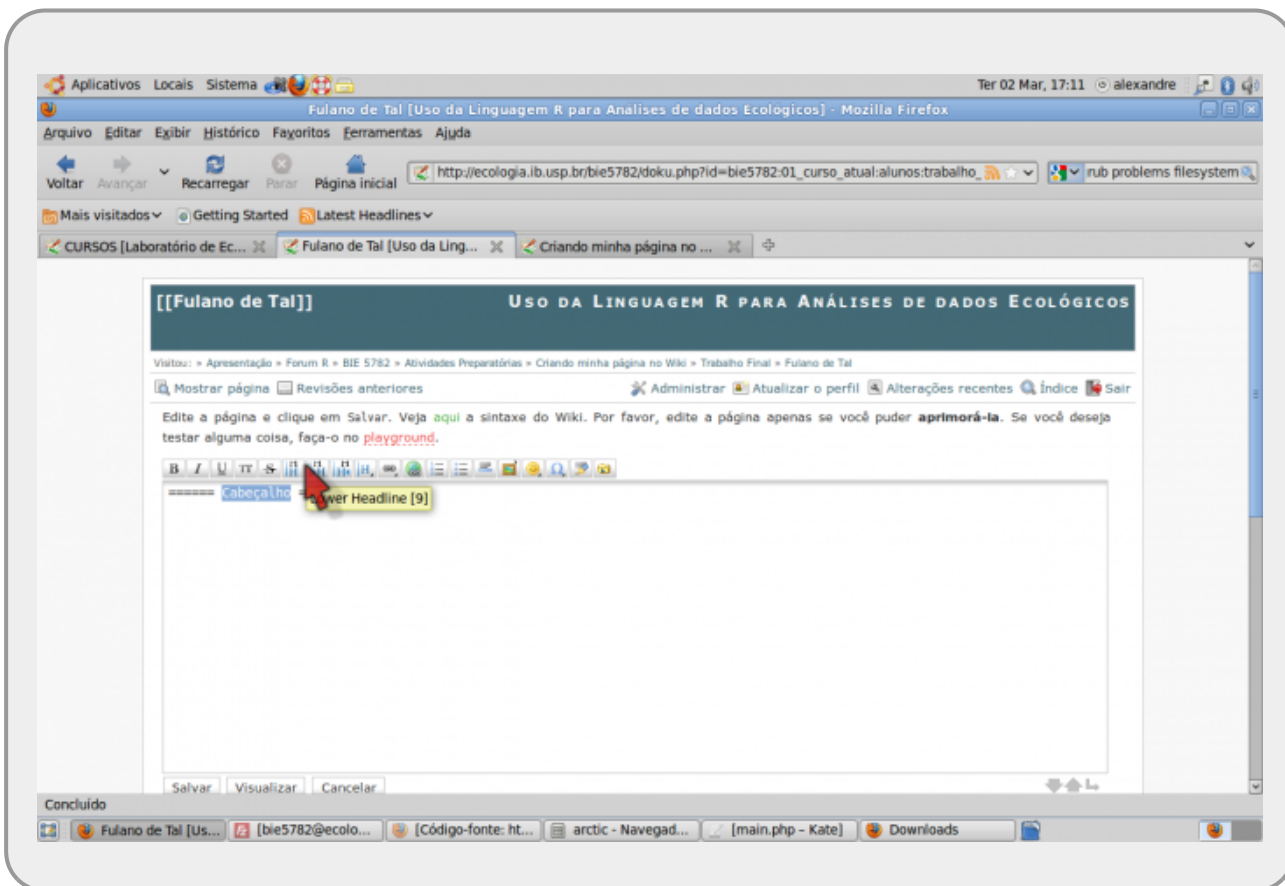 Aplicativos Locais Sistema Ter 02 Mar, 17:11 alexandre
Fulano de Tal [Uso da Linguagem R para Analises de dados Ecológicos] - Mozilla Firefox
Arquivo Editar Exibir Histórico Favoritos Ferramentas Ajuda
Voltar Avançar Recarregar Parar Página inicial http://ecologia.ib.usp.br/bie5782/doku.php?id=bie5782:01_curso_atual:alunos:trabalho_ rub problems filesystem
Mais visitados Getting Started Latest Headlines
CURSOS [Laboratório de Ec... Fulano de Tal [Uso da Ling... Criando minha página no ...
[[Fulano de Tal]] USO DA LINGUAGEM R PARA ANÁLISES DE DADOS ECOLÓGICOS
Visitou: » Apresentação » Forum R » BIE 5782 » Atividades Preparatórias » Criando minha página no Wiki » Trabalho Final » Fulano de Tal
Mostrar página Revisões anteriores Administrar Atualizar o perfil Alterações recentes Índice Sair
Edite a página e clique em Salvar. Veja aqui a sintaxe do Wiki. Por favor, edite a página apenas se você puder aprimorá-la. Se você deseja
testar alguma coisa, faça-o no playground.
B I U TT S
====== Cabeçalho =
Headline [9]
Salvar Visualizar Cancelar
Concluído
Fulano de Tal [Us... [bie5782@ecolo... [Código-fonte: ht... arctic - Navegad... [main.php - Kate] Downloads